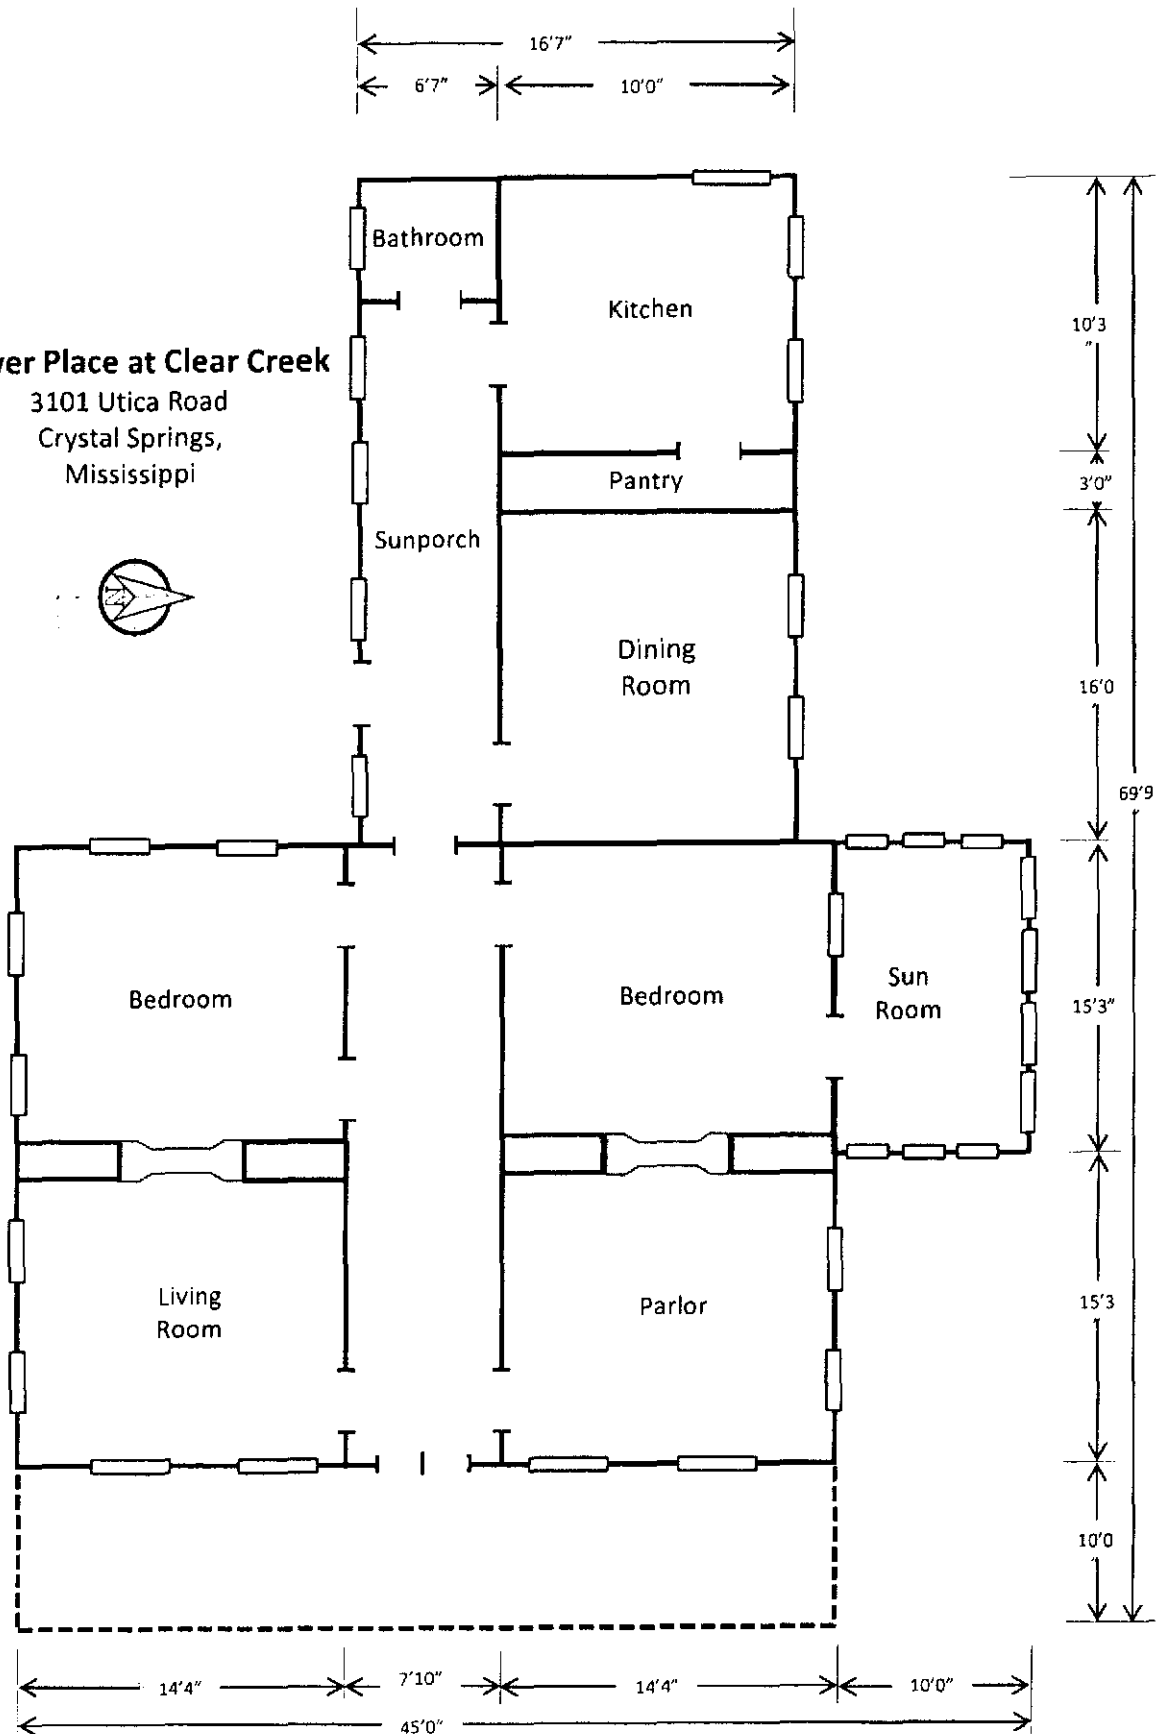 16'7"
6'7"
10'0"
Bathroom
Kitchen
10'3
"
er Place at Clear Creek
3101 Utica Road
Crystal Springs,
Mississippi
Pantry
3'0"
Sunporch
N
Dining
Room
16'0
"
69'9
"
Bedroom
Bedroom
Sun
Room
15'3"
Living
Room
Parlor
15'3
"
10'0
"
14'4"
7'10"
14'4"
10'0"
45'0"